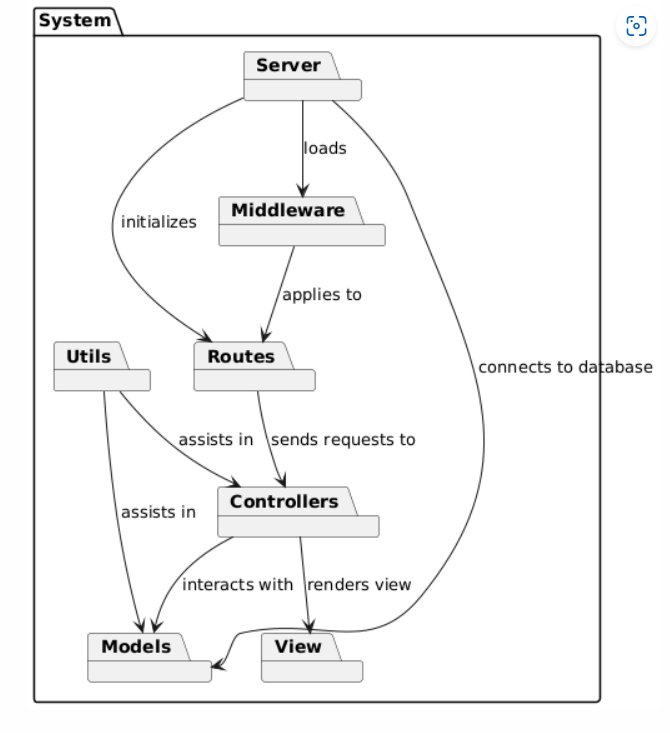 System
Server
loads
Middleware
initializes
applies to
Utils
Routes
connects to database
assists in
sends requests to
Controllers
assists in
interacts with
renders view
Models
View